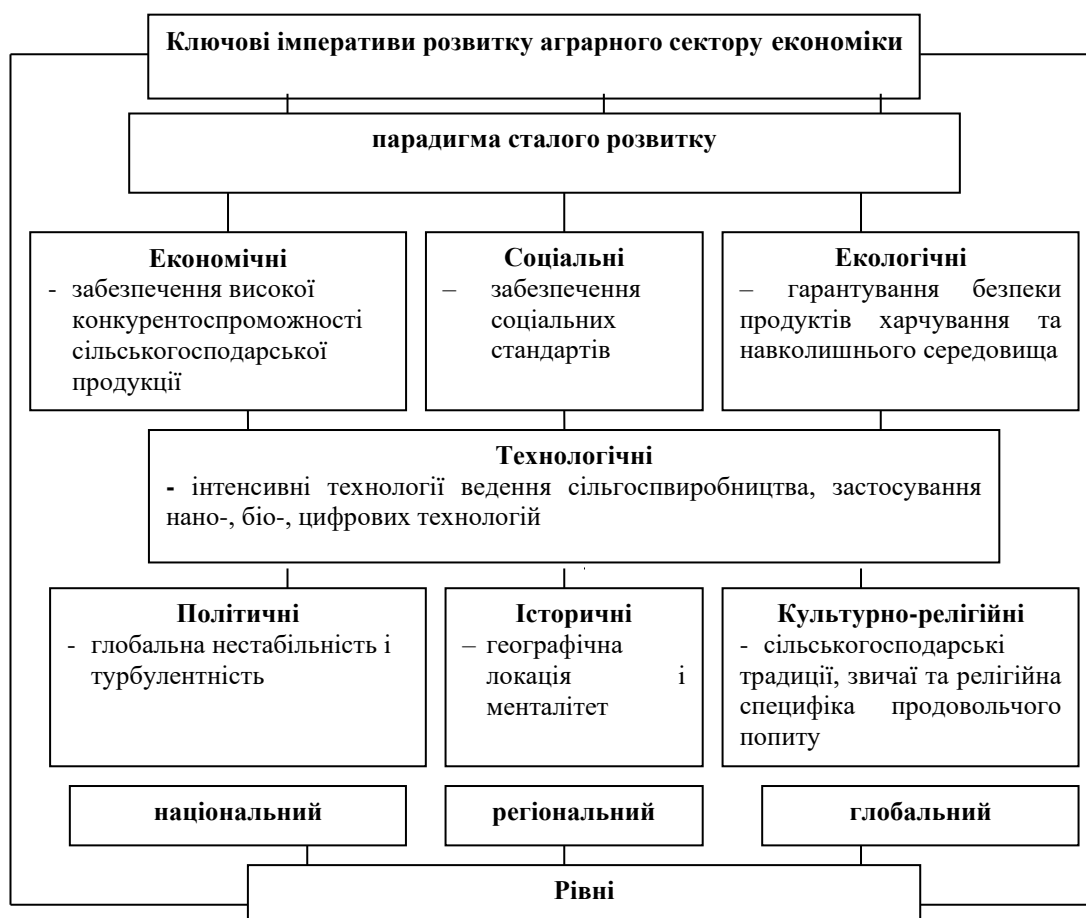 Ключові імперативи розвитку аграрного сектору економіки
парадигма сталого розвитку
Економічні
- забезпечення високої
конкурентоспроможності
сільськогосподарської
продукції
Соціальні
– забезпечення
соціальних
стандартів
Екологічні
– гарантування безпеки
продуктів харчування та
навколишнього середовища
Технологічні
- інтенсивні технології ведення сільгоспвиробництва, застосування
нано-, біо-, цифрових технологій
Політичні
- глобальна нестабільність і
турбулентність
Історичні
– географічна
локація і
менталітет
Культурно-релігійні
- сільськогосподарські
традиції, звичаї та релігійна
специфіка продовольчого
попиту
національний
регіональний
глобальний
Рівні